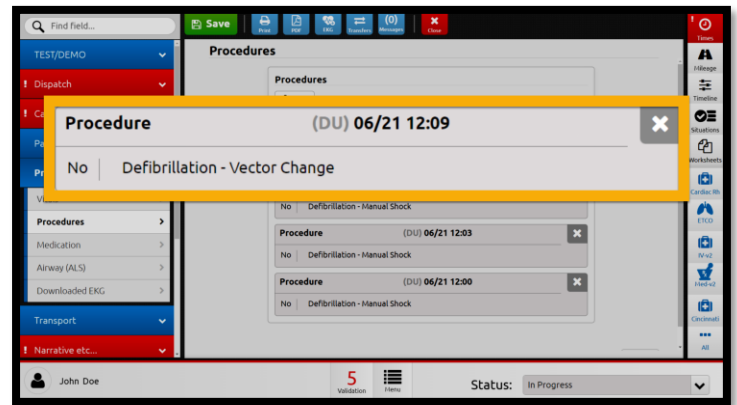 Find field...
Save
Print
PDF
EKG
Transfers
(0)
Messages
Close
! Times
TEST/DEMO
Procedures
Mileage
! Dispatch
Procedures
Timeline
! Ca
Procedure (DU) 06/21 12:09
Situations
Pa
No Defibrillation - Vector Change
Worksheets
Pr
Cardiac Rh
No Defibrillation - Manual Shock
Procedures
ETCO
Procedure (DU) 06/21 12:03
Medication
No Defibrillation - Manual Shock
IV-v2
Airway (ALS)
Procedure (DU) 06/21 12:00
Med-v2
Downloaded EKG
No Defibrillation - Manual Shock
Transport
Cincinnati
! Narrative etc...
All
John Doe
5
Validation
Menu
Status: In Progress